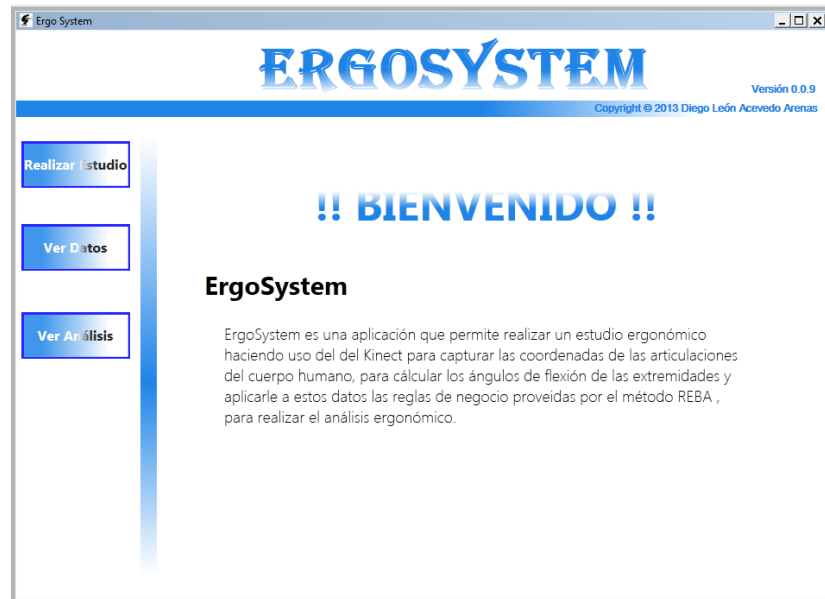 Ergo System
ERGOSYSTEM
Versión 0.0.9
Copyright © 2013 Diego León Acevedo Arenas
Realizar Estudio
Ver Datos
Ver Análisis
!! BIENVENIDO !!
ErgoSystem
ErgoSystem es una aplicación que permite realizar un estudio ergonómico
haciendo uso del del Kinect para capturar las coordenadas de las articulaciones
del cuerpo humano, para cálcular los ángulos de flexión de las extremidades y
aplicarle a estos datos las reglas de negocio proveidas por el método REBA ,
para realizar el análisis ergonómico.